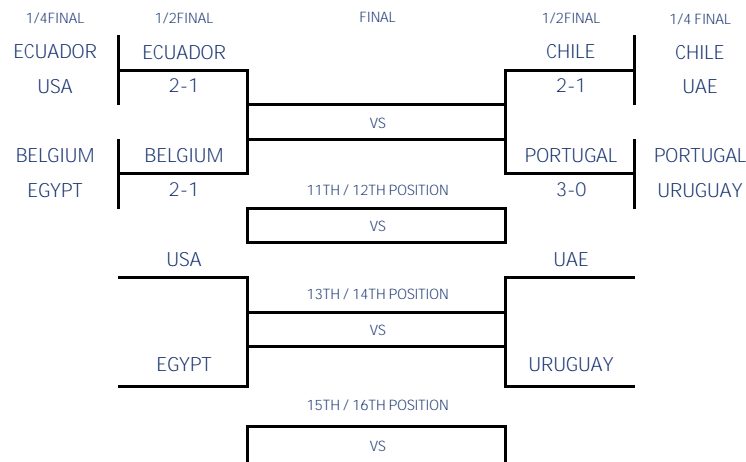 1/4FINAL 1/2FINAL FINAL 1/2FINAL 1/4 FINAL
ECUADOR ECUADOR CHILE CHILE
USA 2-1 2-1 UAE
VS
BELGIUM BELGIUM PORTUGAL PORTUGAL
EGYPT 2-1 11TH / 12TH POSITION 3-0 URUGUAY
VS
USA UAE
13TH / 14TH POSITION
VS
EGYPT URUGUAY
15TH / 16TH POSITION
VS